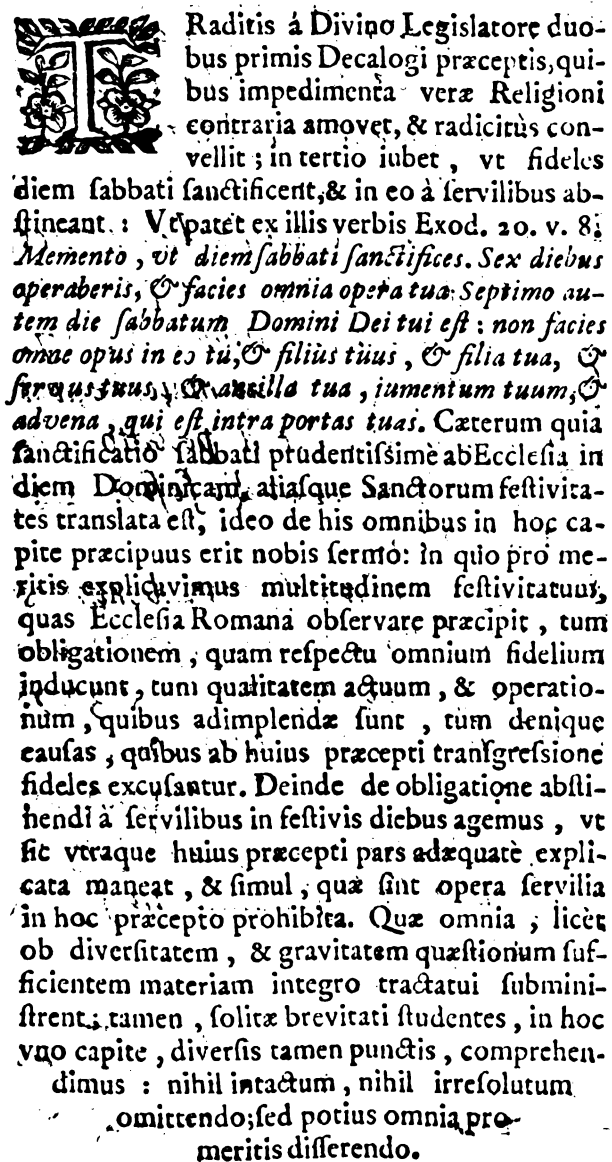 TRaditis á Divino Legislatore duo-
bus primis Decalogi præceptis, qui-
bus impedimenta veræ Religioni
contraria amovet, & radicitùs con-
vellit ; in tertio iubet , vt fideles
diem ſabbati ſanctificent, & in eo à ſervilibus ab-
ſtineant : Vt patet ex illis verbis Exod. 20. v. 8.
Memento , vt diem ſabbati ſanctifices. Sex diebus
operaberis, & facies omnia opera tua: Septimo au-
tem die ſabbatum Domini Dei tui eſt : non facies
omne opus in eo tù, & filius tuus , & filia tua, &
ſervus tuus, & ancilla tua , iumentum tuum, &
advena , qui eſt intra portas tuas. Cæterum quia
ſanctificatio ſabbati prudentiſsimè ab Eccleſia in
diem Dominicam, aliaſque Sanctorum feſtivita-
tes translata eſt, ideo de his omnibus in hoc ca-
pite præcipuus erit nobis ſermo: in quo pro me-
ritis explicavimus multitudinem feſtivitatum,
quas Eccleſia Romana obſervare præcipit , tum
obligationem , quam reſpectu omnium fidelium
inducunt , tum qualitatem actuum , & operatio-
num , quibus adimplendæ ſunt , tùm denique
cauſas , quibus ab huius præcepti tranſgreſsione
fideles excuſantur. Deinde de obligatione abſti-
nendi à ſervilibus in feſtivis diebus agemus , vt
ſic vtraque huius præcepti pars adæquatè expli-
cata maneat , & ſimul , quæ ſint opera ſervilia
in hoc præcepto prohibita. Quæ omnia , licèt
ob diverſitatem , & gravitatem quæſtionum ſuf-
ficientem materiam integro tractatui ſubmini-
ſtrent ; tamen , ſolitæ brevitati ſtudentes , in hoc
vno capite , diverſis tamen punctis , comprehen-
dimus : nihil intactum , nihil irreſolutum
omittendo; ſed potius omnia pro
meritis diſſerendo.